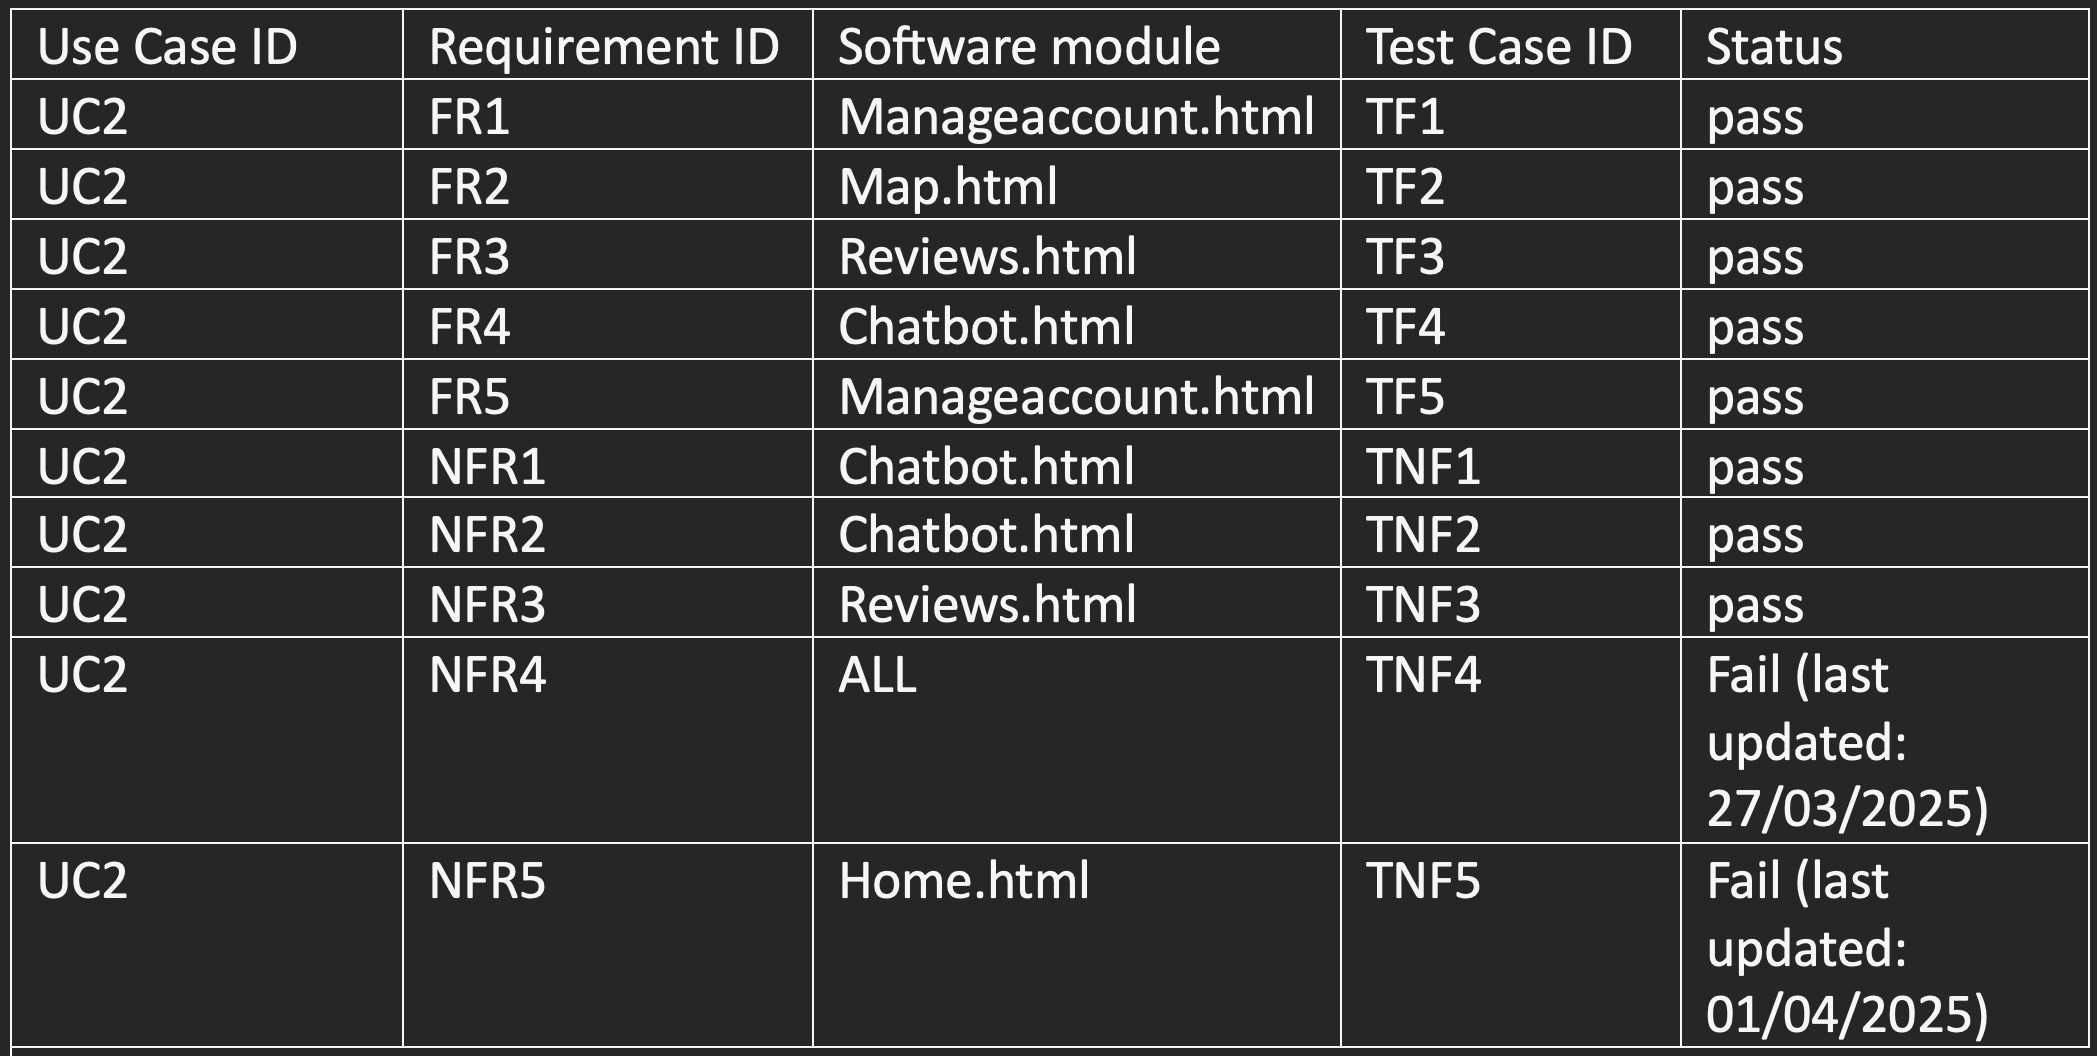 Use Case ID Requirement ID Software module Test Case ID Status
UC2 FR1 Manageaccount.html TF1 pass
UC2 FR2 Map.html TF2 pass
UC2 FR3 Reviews.html TF3 pass
UC2 FR4 Chatbot.html TF4 pass
UC2 FR5 Manageaccount.html TF5 pass
UC2 NFR1 Chatbot.html TNF1 pass
UC2 NFR2 Chatbot.html TNF2 pass
UC2 NFR3 Reviews.html TNF3 pass
UC2 NFR4 ALL TNF4 Fail (last
updated:
27/03/2025)
UC2 NFR5 Home.html TNF5 Fail (last
updated:
01/04/2025)